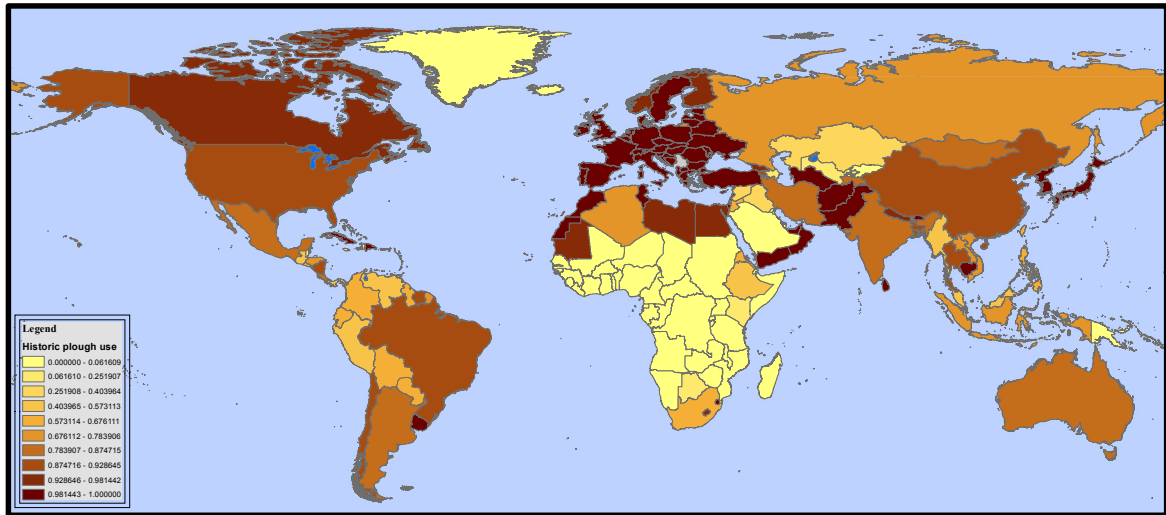 Legend
Historic plough use
0.000000 - 0.061609
0.061610 - 0.251907
0.251908 - 0.403964
0.403965 - 0.573113
0.573114 - 0.676111
0.676112 - 0.783906
0.783907 - 0.874715
0.874716 - 0.928645
0.928646 - 0.981442
0.981443 - 1.000000